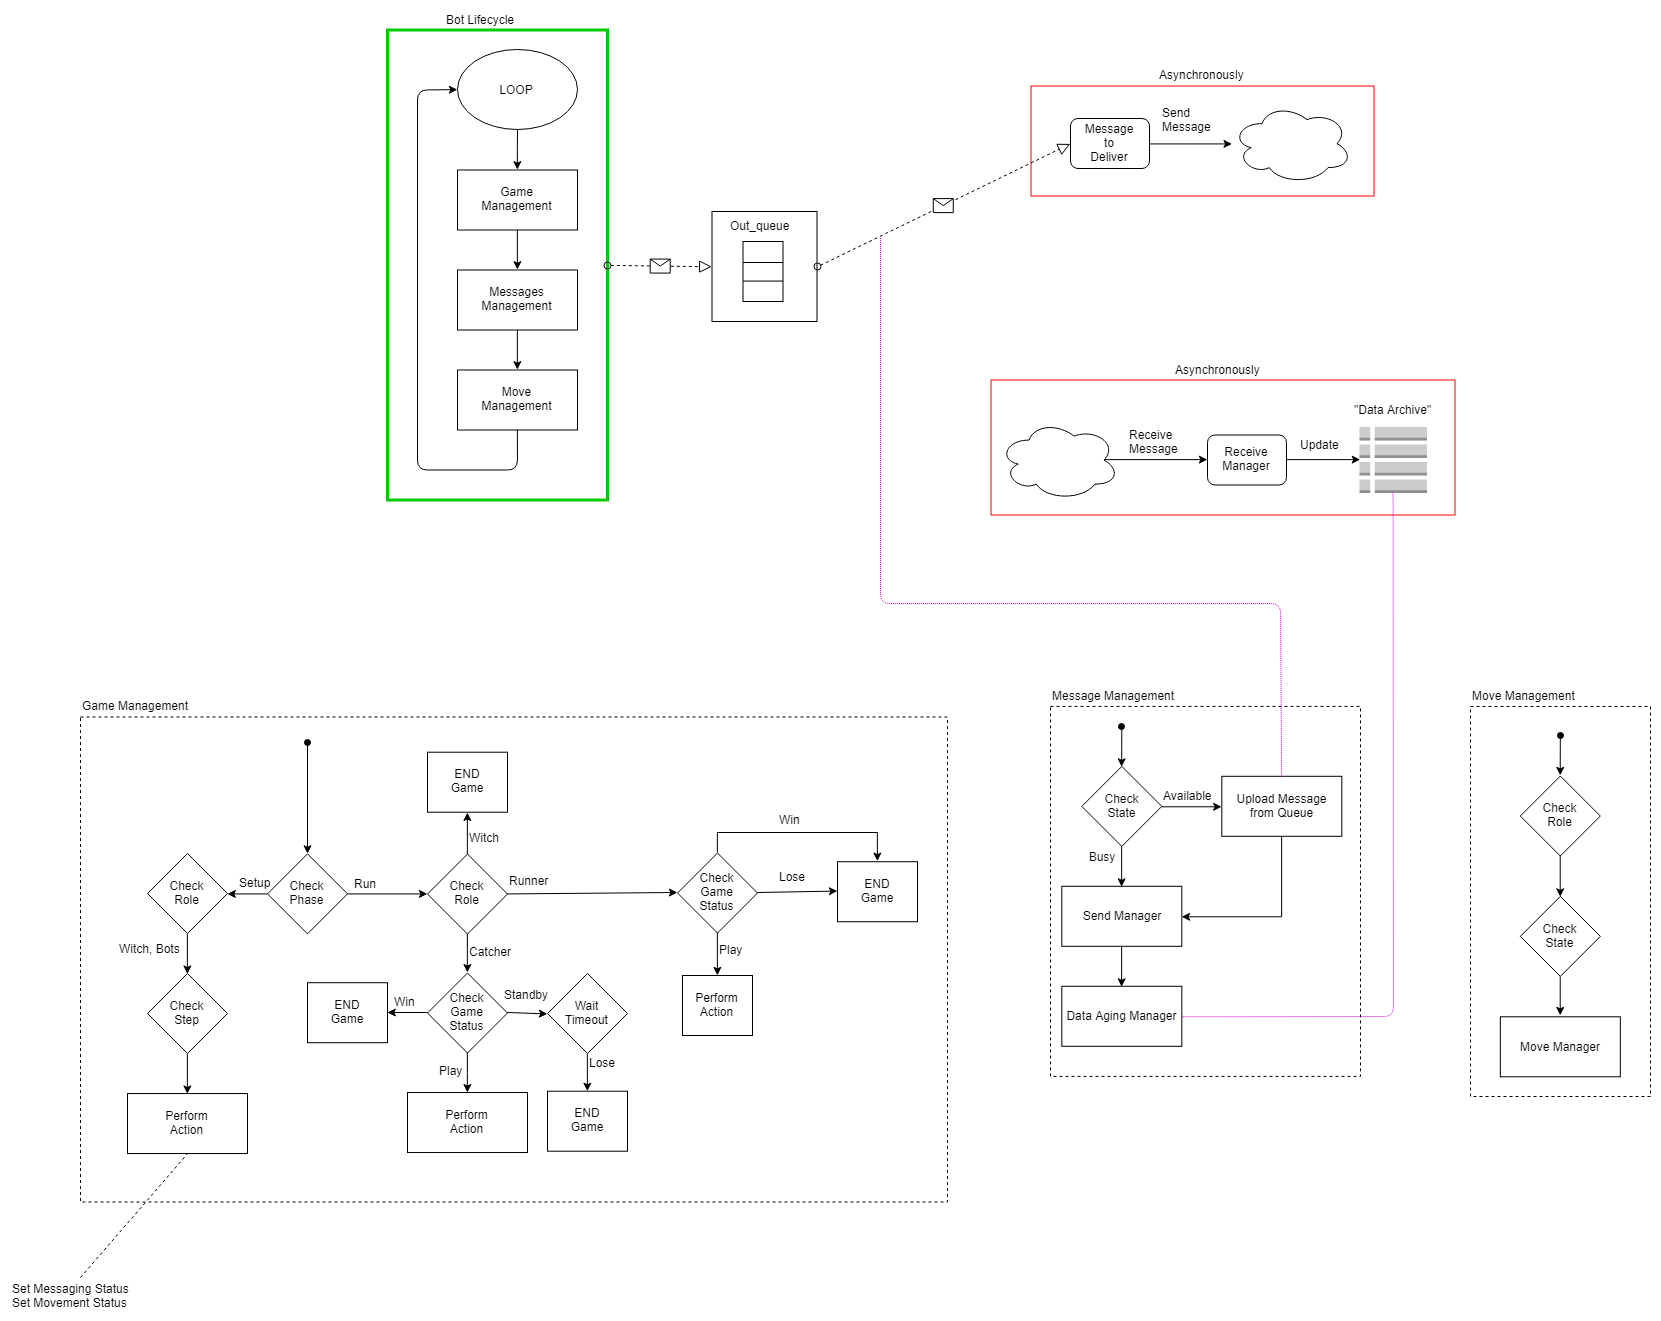 Bot Lifecycle
LOOP
Game
Management
Messages
Management
Move
Management
Out_queue
Asynchronously
Message
to
Deliver
Send
Message
Asynchronously
Receive
Message
Receive
Manager
Update
"Data Archive"
Game Management
END
Game
Witch
Check
Role
Setup
Check
Phase
Run
Check
Role
Runner
Check
Game
Status
Win
Lose
END
Game
Witch, Bots
Catcher
Play
Check
Step
END
Game
Win
Check
Game
Status
Standby
Wait
Timeout
Perform
Action
Play
Lose
Perform
Action
Perform
Action
END
Game
Set Messaging Status
Set Movement Status
Message Management
Check
State
Available
Upload Message
from Queue
Busy
Send Manager
Data Aging Manager
Move Management
Check
Role
Check
State
Move Manager